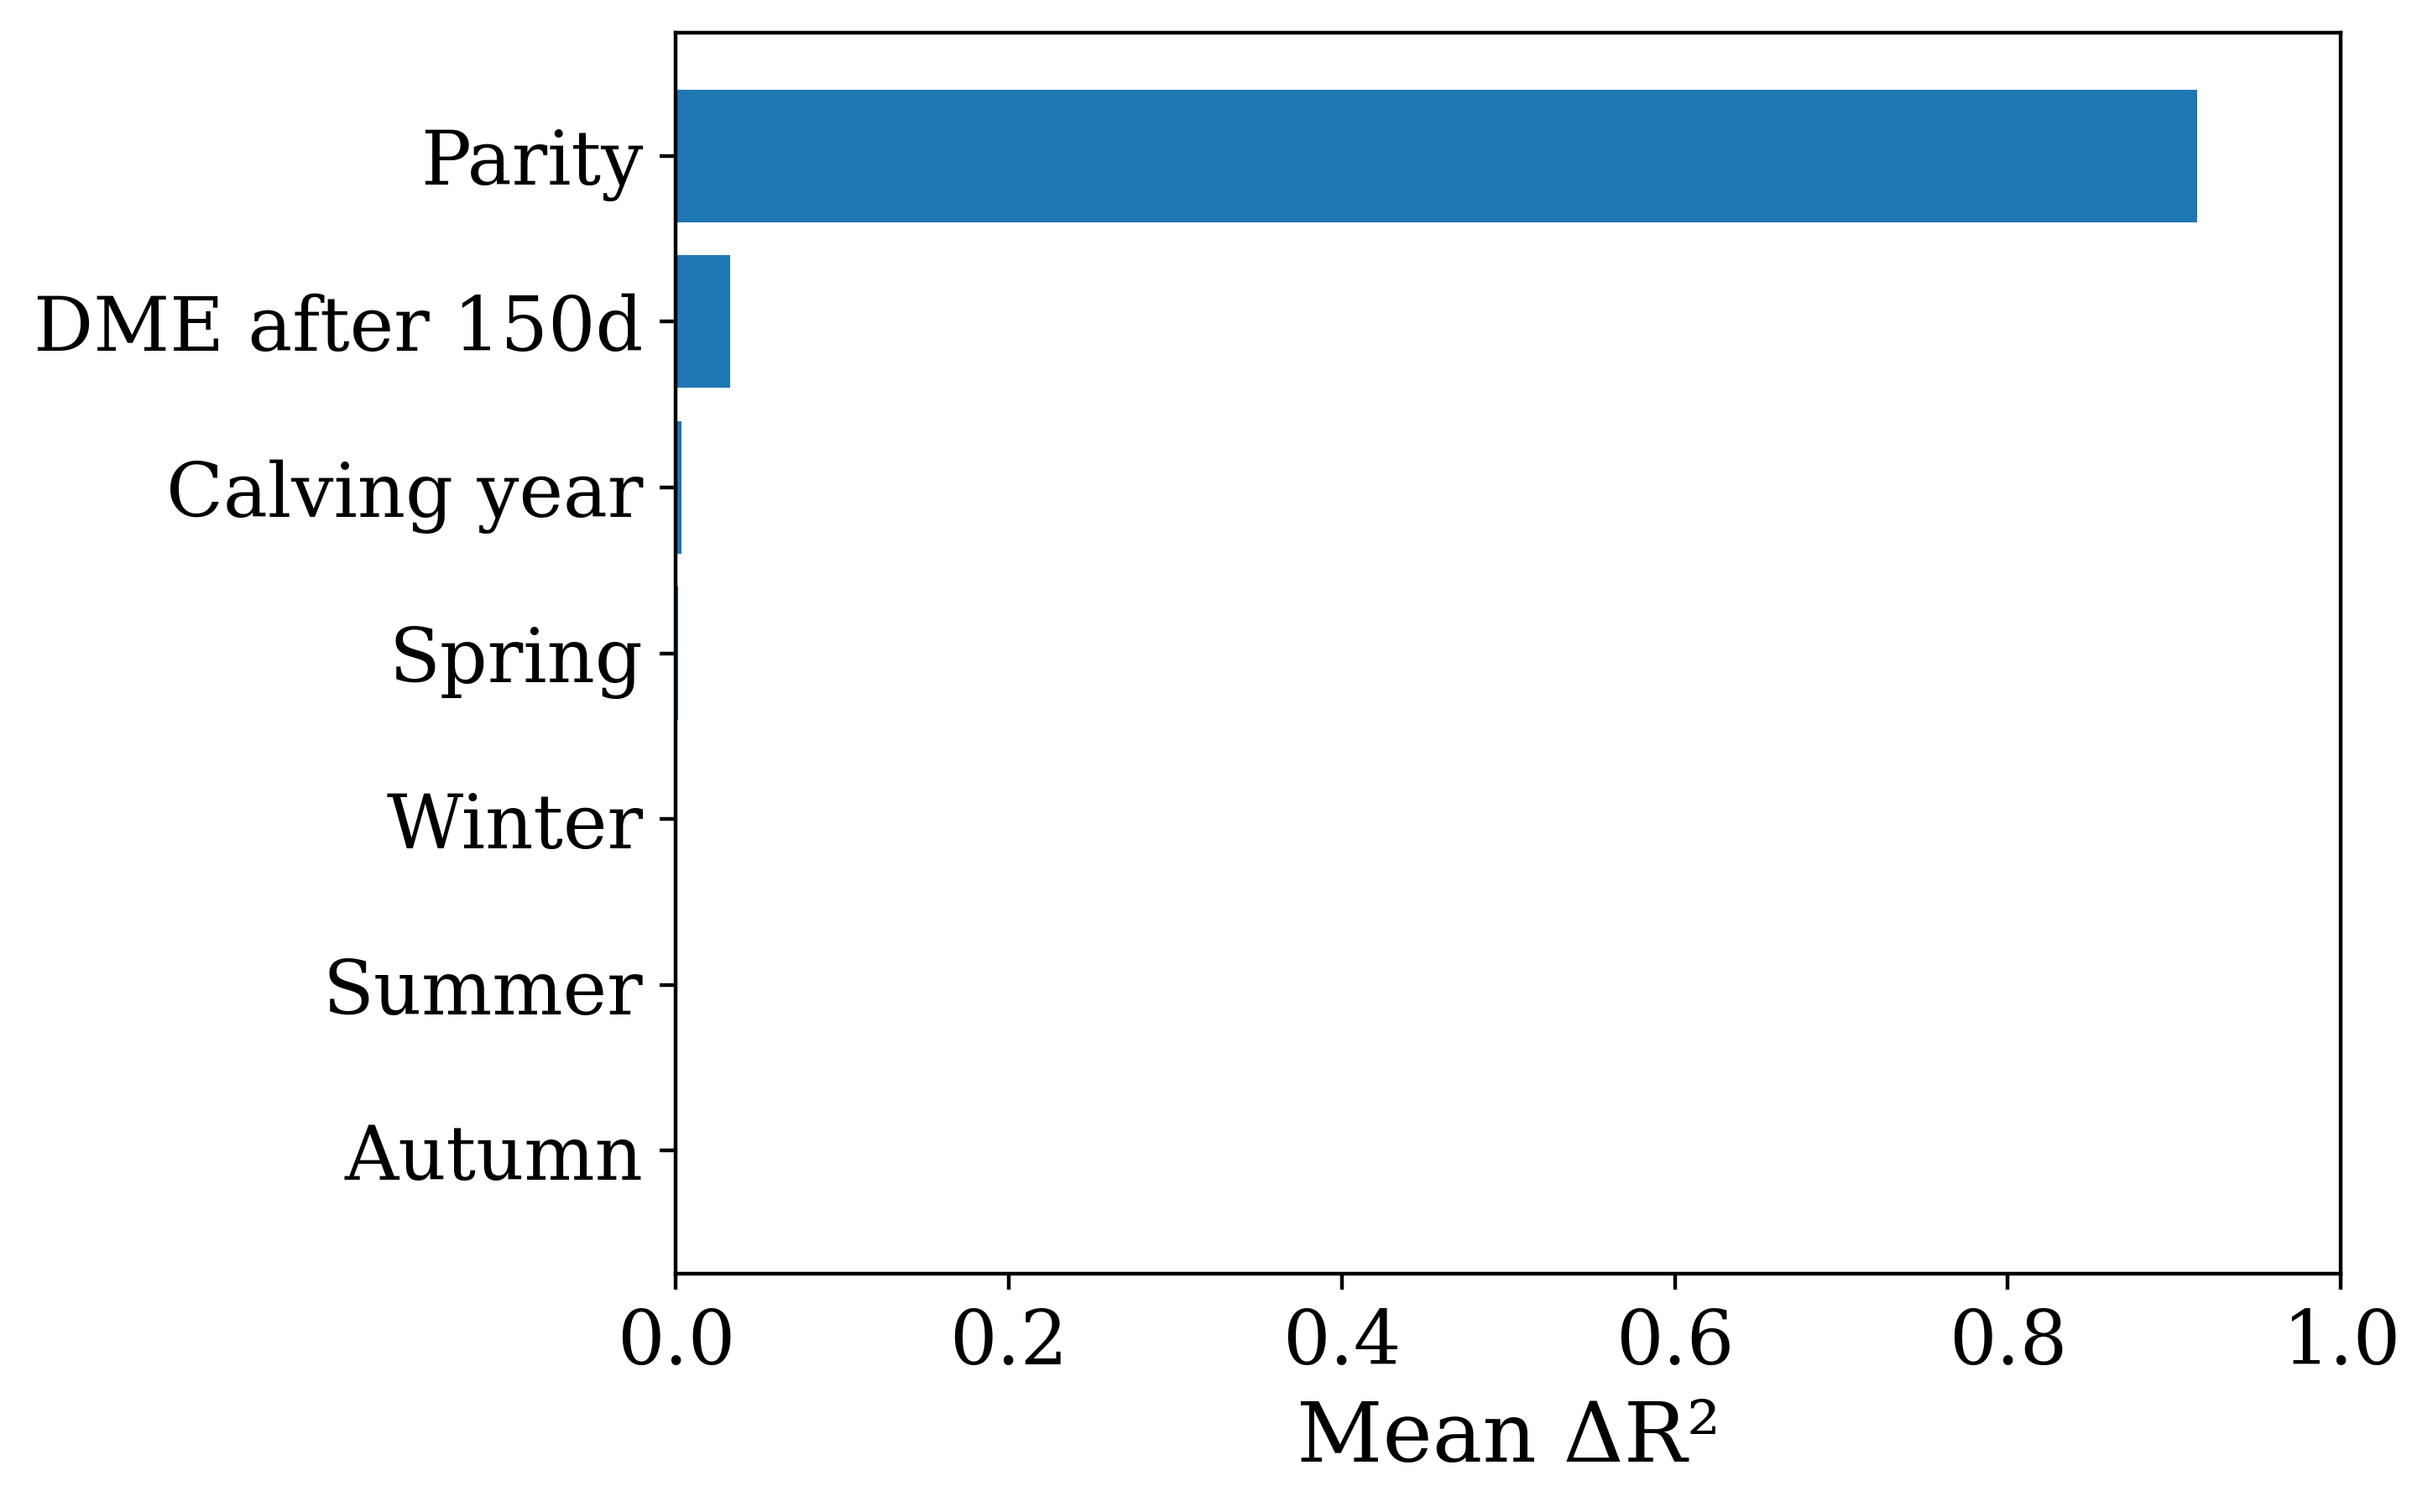 Parity
DME after 150d
Calving year
Spring
Winter
Summer
Autumn
0.0 0.2 0.4 0.6 0.8 1.0
Mean ΔR²